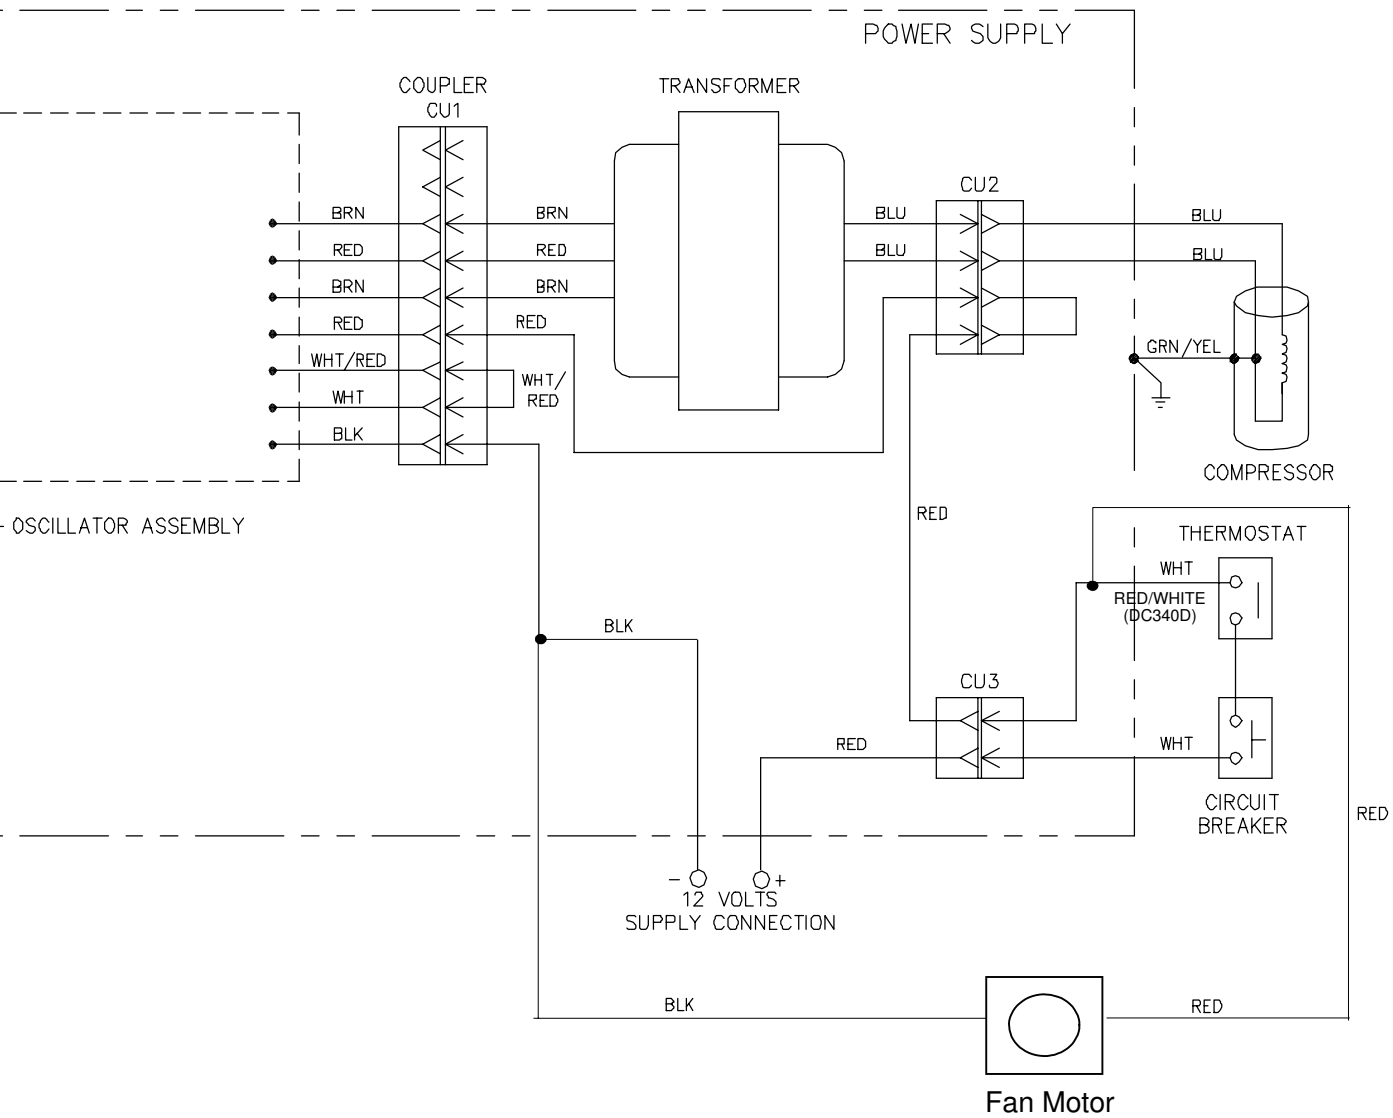 POWER SUPPLY
COUPLER
CU1
TRANSFORMER
CU2
BRN
BRN
BLU
BLU
RED
RED
BLU
BLU
BRN
BRN
RED
RED
WHT/RED
WHT/
RED
WHT
BLK
GRN/YEL
COMPRESSOR
OSCILLATOR ASSEMBLY
RED
THERMOSTAT
WHT
RED/WHITE
(DC340D)
BLK
CU3
RED
WHT
CIRCUIT
BREAKER
RED
- +
12 VOLTS
SUPPLY CONNECTION
BLK
RED
Fan Motor